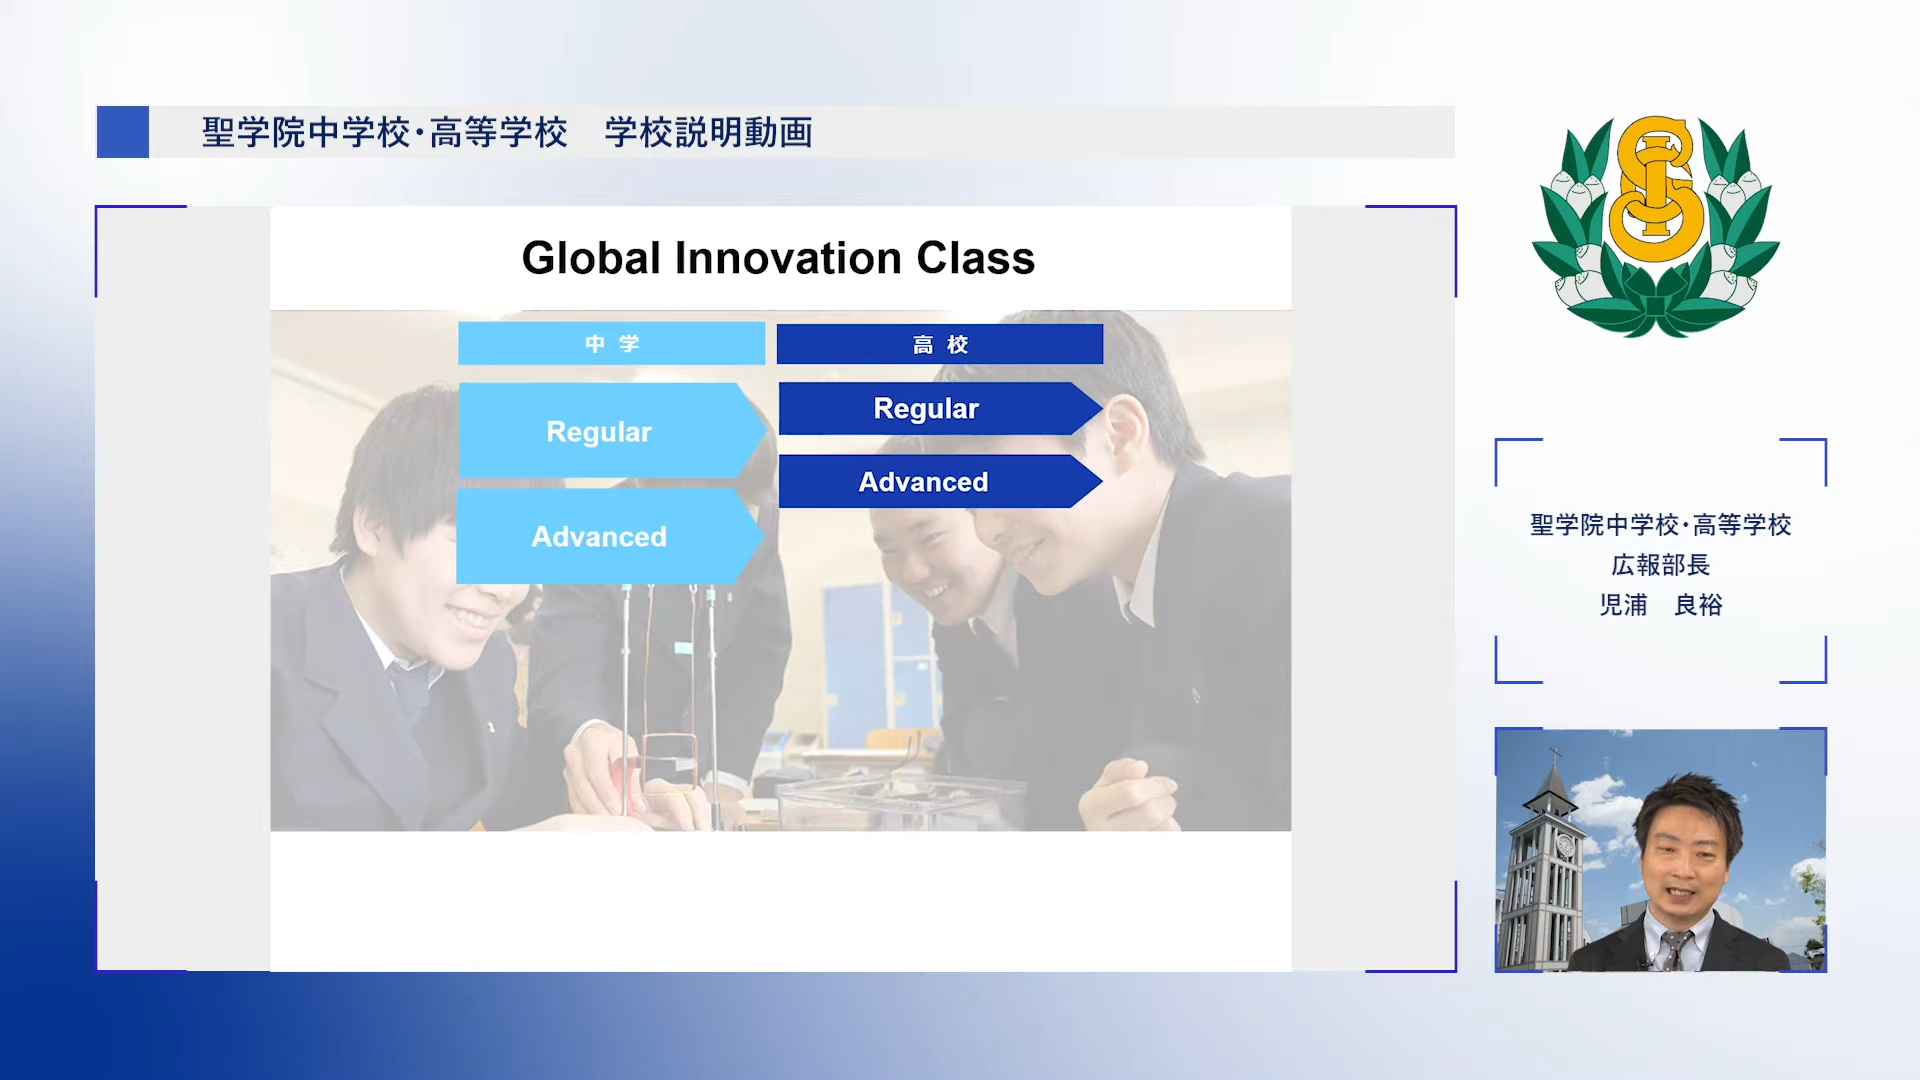 聖学院中学校・高等学校　学校説明動画
Global Innovation Class
中 学
高 校
Regular
Advanced
Regular
Advanced
聖学院中学校・高等学校
広報部長
児浦　良裕